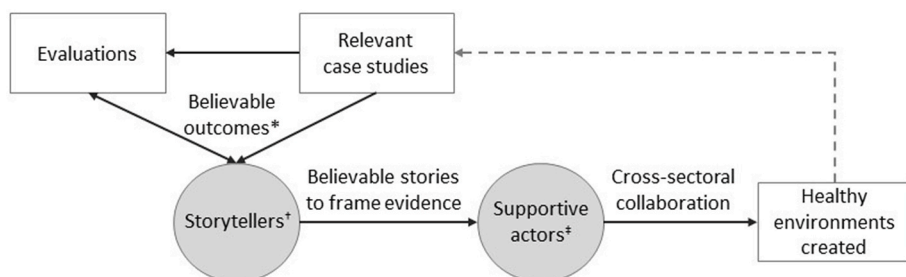 Evaluations
Relevant
case studies
Believable
outcomes*
Storytellers†
Believable stories
to frame evidence
Supportive
actors‡
Cross-sectoral
collaboration
Healthy
environments
created